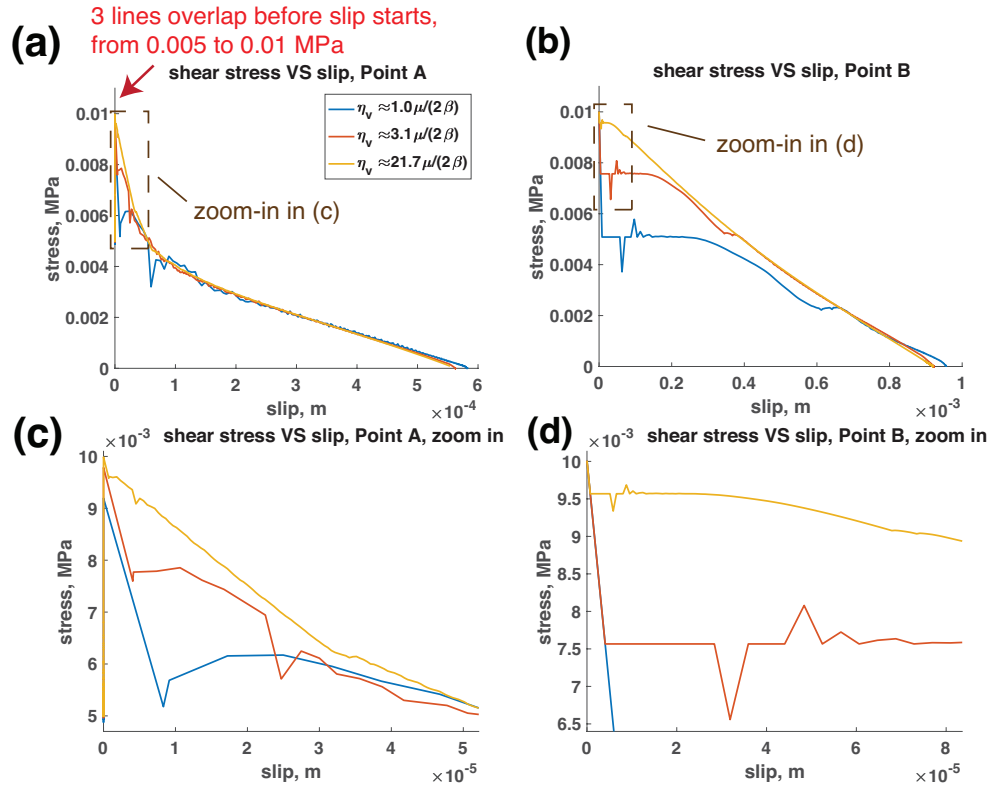 3 lines overlap before slip starts,
from 0.005 to 0.01 MPa
(a)
shear stress VS slip, Point A
0.01
0.008
0.006
0.004
0.002
0
stress, MPa
η_v ≈1.0 μ/(2 β)
η_v ≈3.1 μ/(2 β)
η_v ≈21.7 μ/(2 β)
zoom-in in (c)
0 1 2 3 4 5 6
slip, m
×10⁻⁴
(b)
shear stress VS slip, Point B
0.01
0.008
0.006
0.004
0.002
0
stress, MPa
zoom-in in (d)
0 0.2 0.4 0.6 0.8 1
slip, m
×10⁻³
(c)
×10⁻³
shear stress VS slip, Point A, zoom in
10
9
8
7
6
5
stress, MPa
0 1 2 3 4 5
slip, m
×10⁻⁵
(d)
×10⁻³
shear stress VS slip, Point B, zoom in
10
9.5
9
8.5
8
7.5
7
6.5
stress, MPa
0 2 4 6 8
slip, m
×10⁻⁵